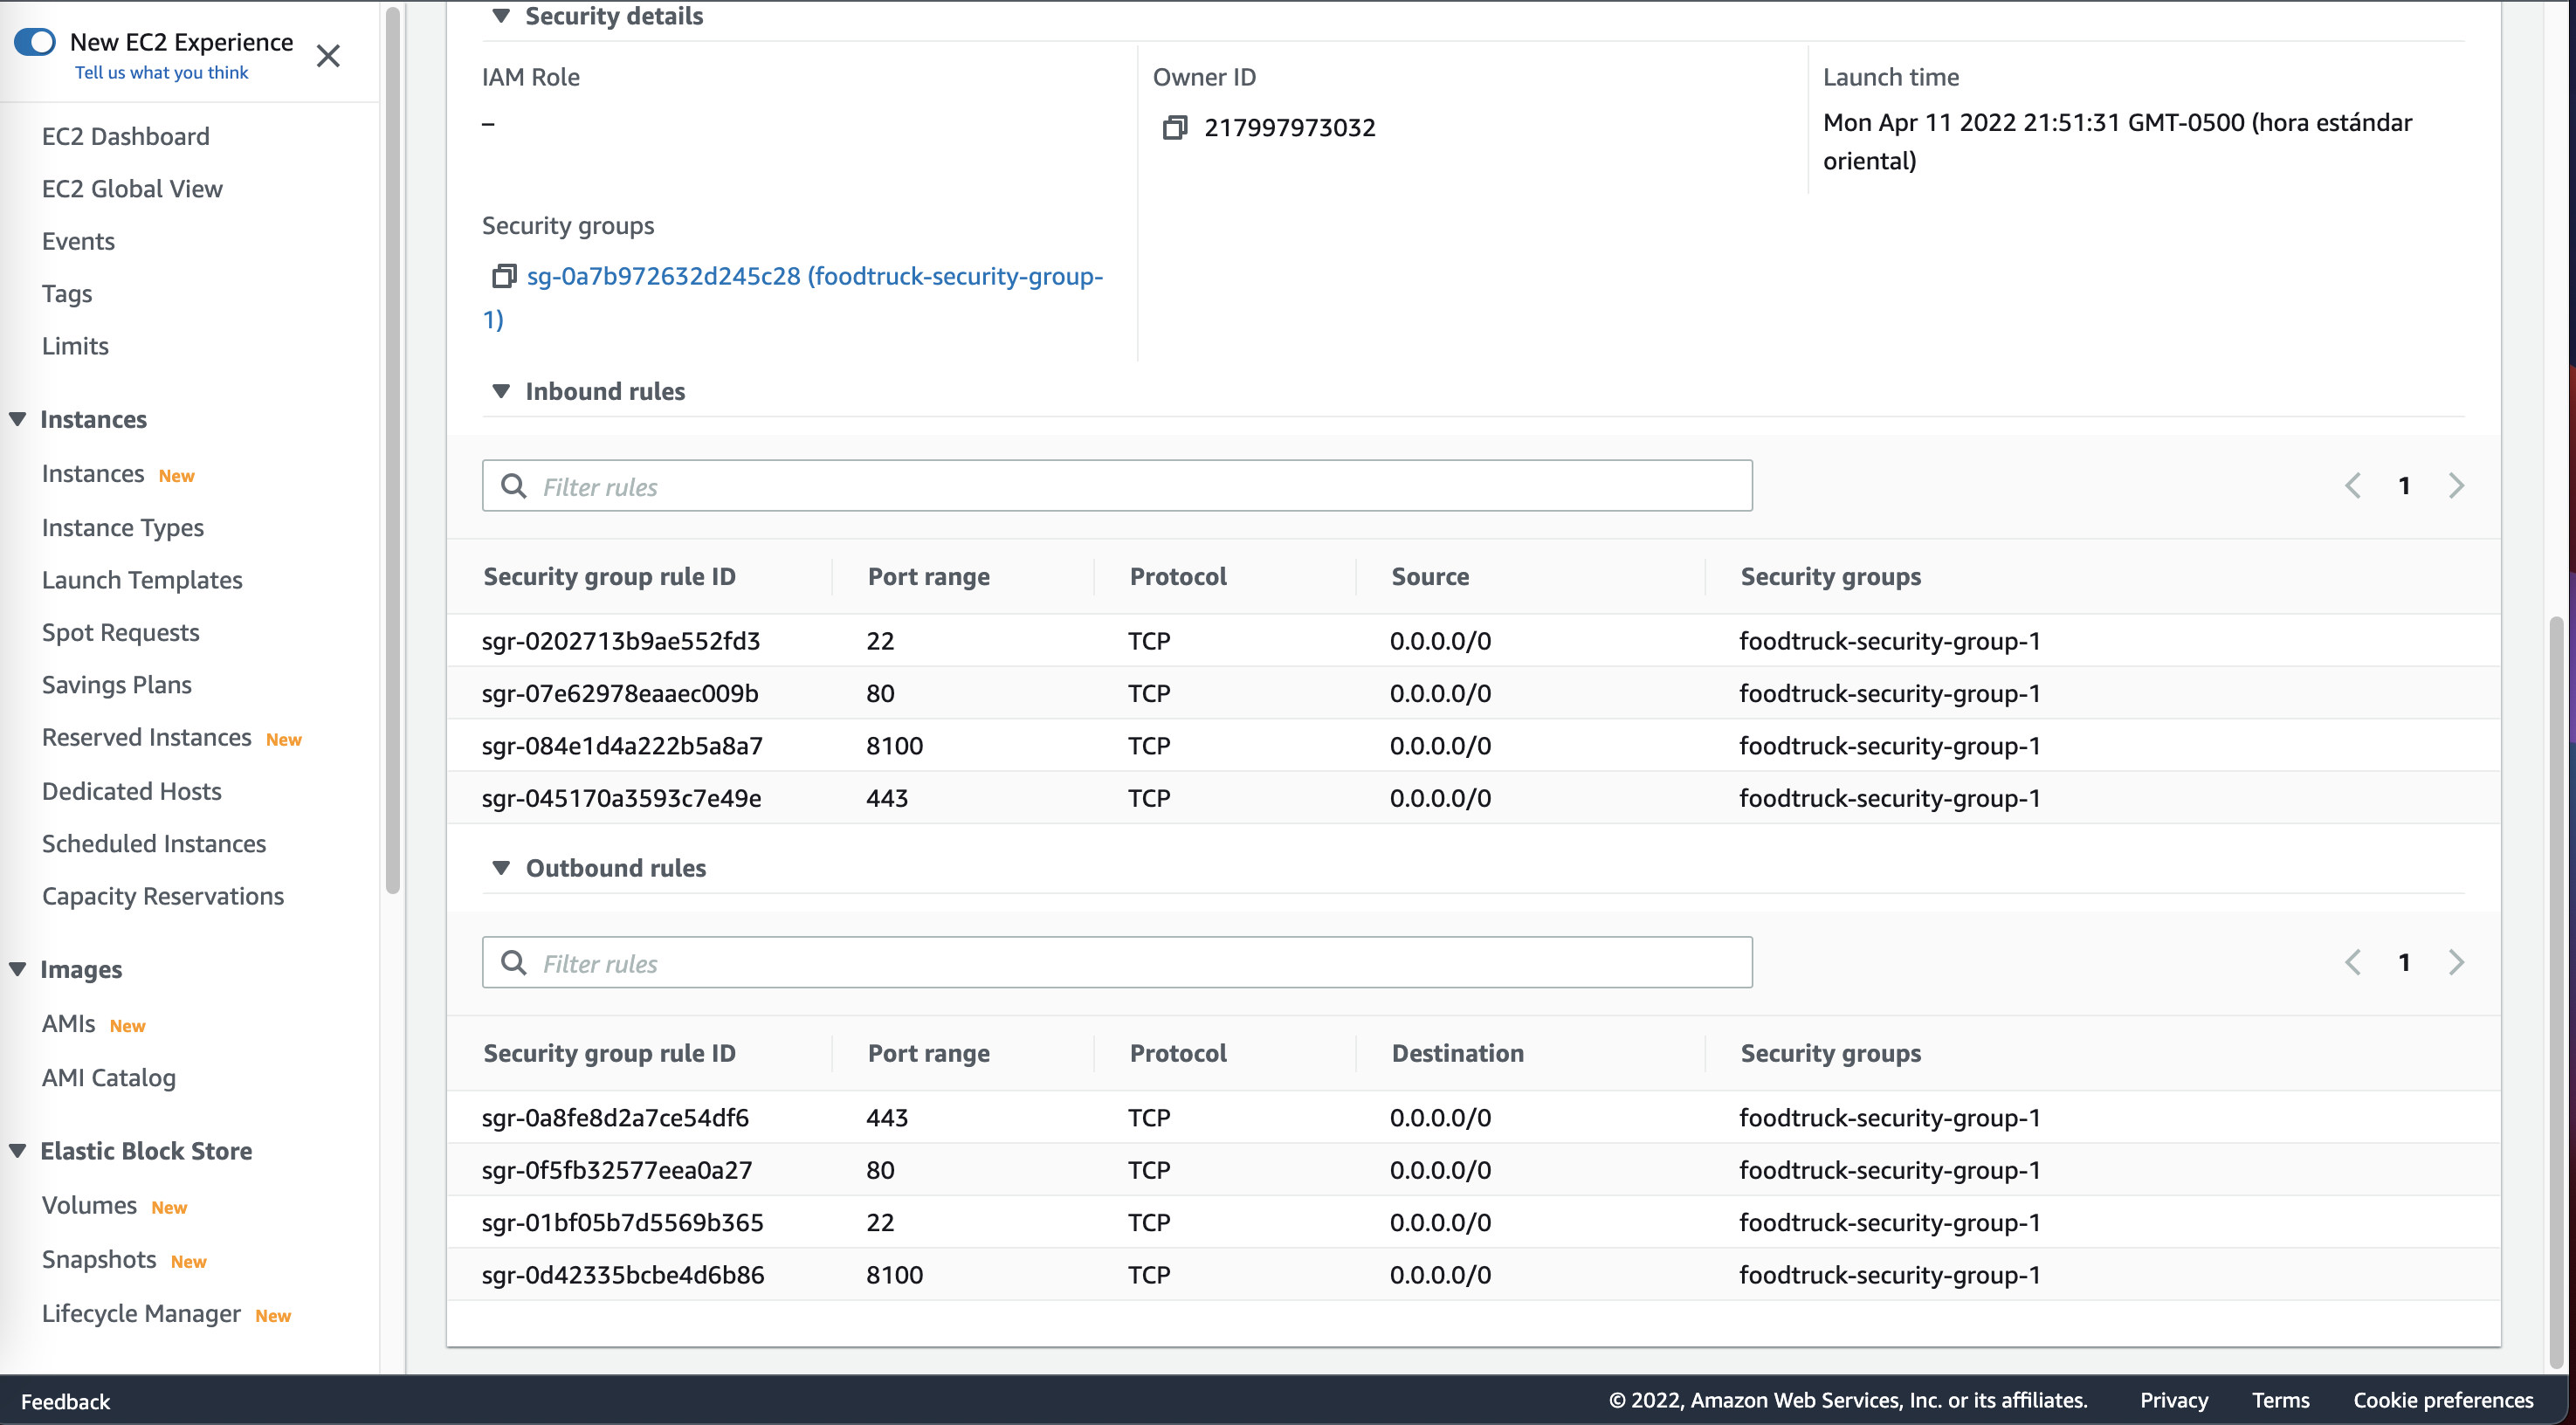 New EC2 Experience
Tell us what you think
EC2 Dashboard
EC2 Global View
Events
Tags
Limits
Instances
Instances New
Instance Types
Launch Templates
Spot Requests
Savings Plans
Reserved Instances New
Dedicated Hosts
Scheduled Instances
Capacity Reservations
Images
AMIs New
AMI Catalog
Elastic Block Store
Volumes New
Snapshots New
Lifecycle Manager New
Security details
IAM Role
–
Owner ID
217997973032
Launch time
Mon Apr 11 2022 21:51:31 GMT-0500 (hora estándar
oriental)
Security groups
sg-0a7b972632d245c28 (foodtruck-security-group-
1)
Inbound rules
Filter rules
1
Security group rule ID Port range Protocol Source Security groups
sgr-0202713b9ae552fd3 22 TCP 0.0.0.0/0 foodtruck-security-group-1
sgr-07e62978eaaec009b 80 TCP 0.0.0.0/0 foodtruck-security-group-1
sgr-084e1d4a222b5a8a7 8100 TCP 0.0.0.0/0 foodtruck-security-group-1
sgr-045170a3593c7e49e 443 TCP 0.0.0.0/0 foodtruck-security-group-1
Outbound rules
Filter rules
1
Security group rule ID Port range Protocol Destination Security groups
sgr-0a8fe8d2a7ce54df6 443 TCP 0.0.0.0/0 foodtruck-security-group-1
sgr-0f5fb32577eea0a27 80 TCP 0.0.0.0/0 foodtruck-security-group-1
sgr-01bf05b7d5569b365 22 TCP 0.0.0.0/0 foodtruck-security-group-1
sgr-0d42335bcbe4d6b86 8100 TCP 0.0.0.0/0 foodtruck-security-group-1
Feedback
© 2022, Amazon Web Services, Inc. or its affiliates. Privacy Terms Cookie preferences